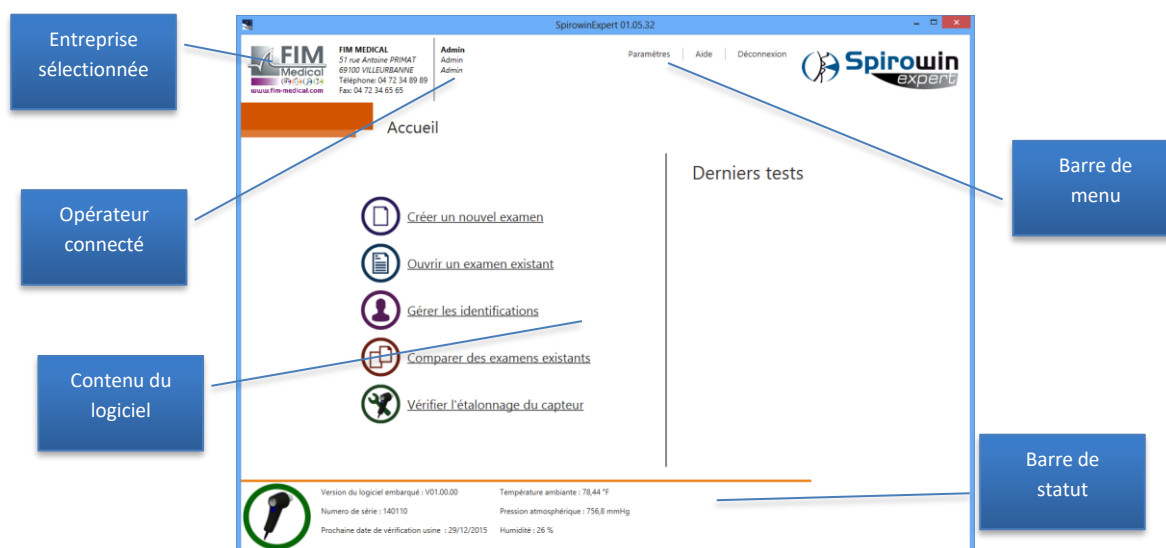 SpirowinExpert 01.05.32
Entreprise
sélectionnée
FIM
Medical
www.fim-medical.com
FIM MEDICAL
51 rue Antoine PRIMAT
69100 VILLEURBANNE
Téléphone: 04 72 34 89 89
Fax: 04 72 34 65 65
Admin
Admin
Admin
Paramètres
Aide
Déconnexion
Spirowin
expert
Accueil
Derniers tests
Barre de
menu
Opérateur
connecté
Créer un nouvel examen
Ouvrir un examen existant
Gérer les identifications
Comparer des examens existants
Vérifier l'étalonnage du capteur
Contenu du
logiciel
Barre de
statut
Version du logiciel embarqué : V01.00.00
Température ambiante : 78,44 °F
Numero de série : 140110
Pression atmosphérique : 756,8 mmHg
Prochaine date de vérification usine : 29/12/2015
Humidité : 26 %